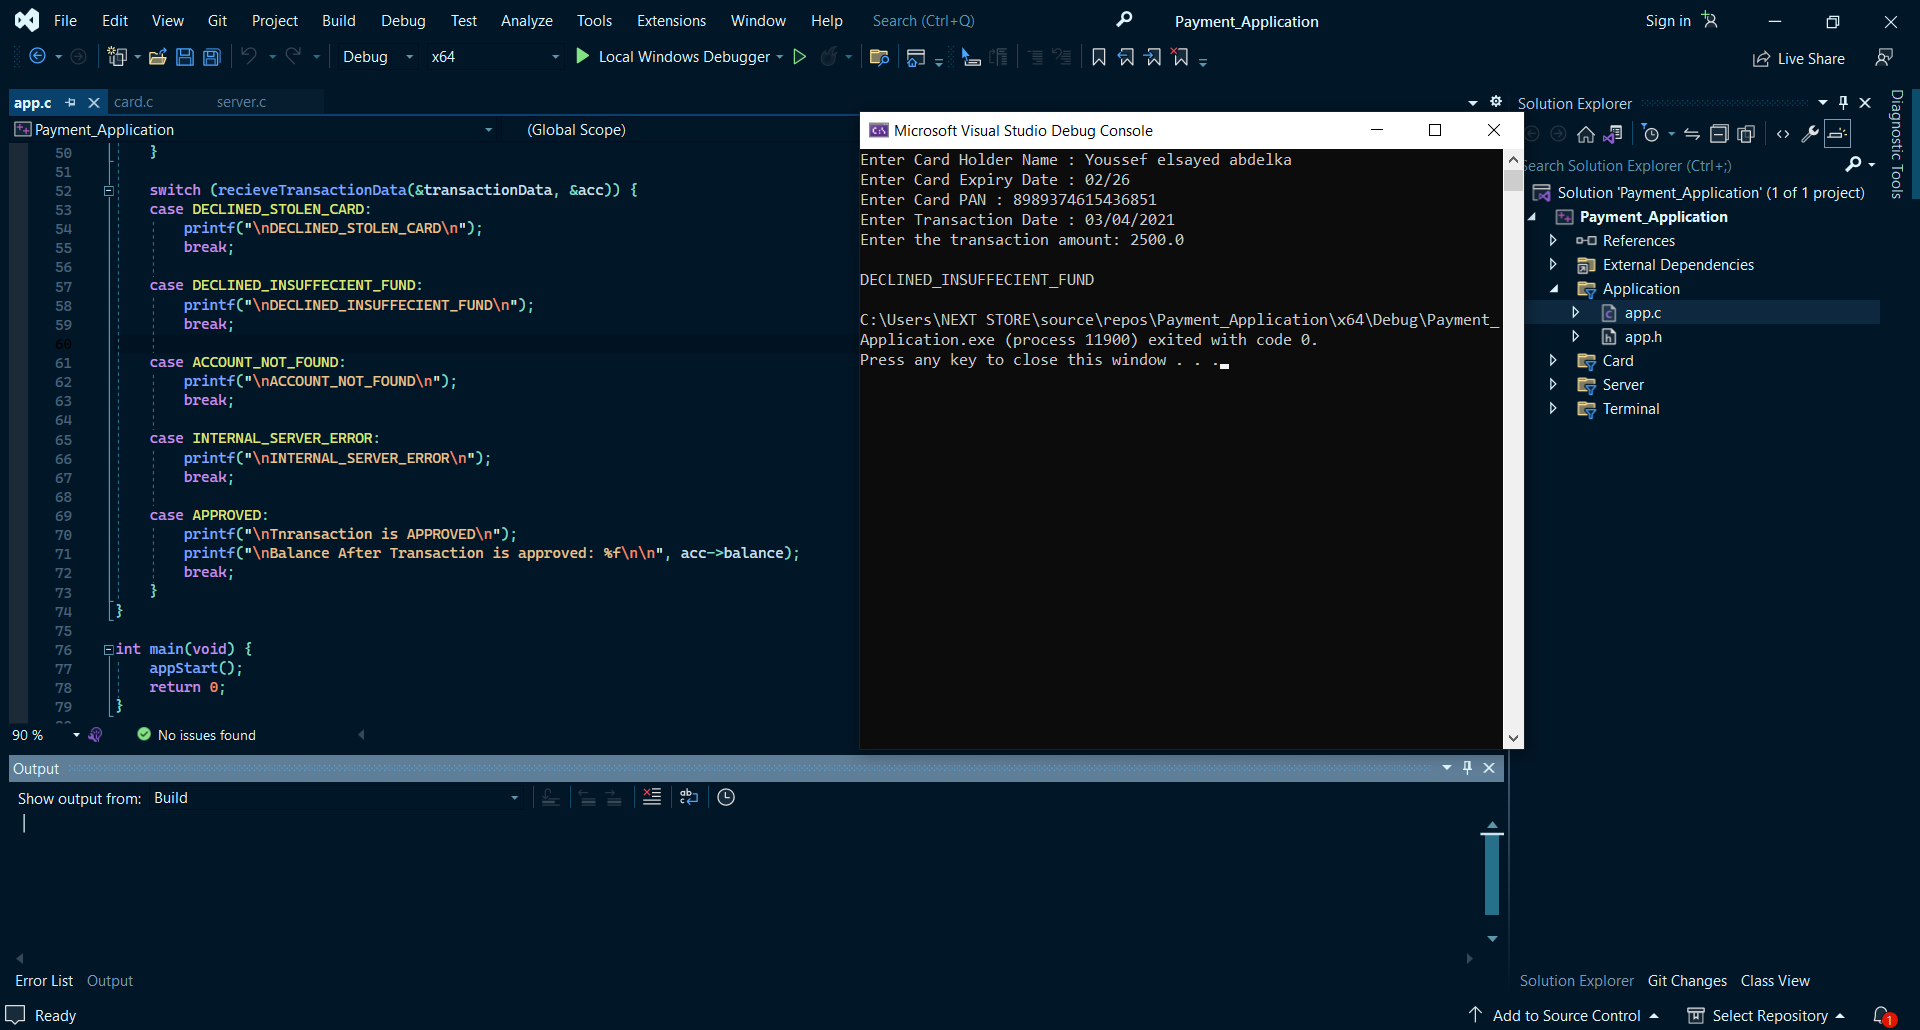 File Edit View Git Project Build Debug Test Analyze Tools Extensions Window Help Search (Ctrl+Q) Payment_Application Sign in
Debug x64 Local Windows Debugger Live Share
app.c card.c server.c
Payment_Application (Global Scope)
50 }
51
52 switch (recieveTransactionData(&transactionData, &acc)) {
53 case DECLINED_STOLEN_CARD:
54 printf("\nDECLINED_STOLEN_CARD\n");
55 break;
56
57 case DECLINED_INSUFFECIENT_FUND:
58 printf("\nDECLINED_INSUFFECIENT_FUND\n");
59 break;
60
61 case ACCOUNT_NOT_FOUND:
62 printf("\nACCOUNT_NOT_FOUND\n");
63 break;
64
65 case INTERNAL_SERVER_ERROR:
66 printf("\nINTERNAL_SERVER_ERROR\n");
67 break;
68
69 case APPROVED:
70 printf("\nTnransaction is APPROVED\n");
71 printf("\nBalance After Transaction is approved: %f\n\n", acc->balance);
72 break;
73 }
74 }
75
76 int main(void) {
77 appStart();
78 return 0;
79 }
90 % No issues found
Microsoft Visual Studio Debug Console
Enter Card Holder Name : Youssef elsayed abdelka
Enter Card Expiry Date : 02/26
Enter Card PAN : 8989374615436851
Enter Transaction Date : 03/04/2021
Enter the transaction amount: 2500.0
DECLINED_INSUFFECIENT_FUND
C:\Users\NEXT STORE\source\repos\Payment_Application\x64\Debug\Payment_
Application.exe (process 11900) exited with code 0.
Press any key to close this window . . .
Solution Explorer
Search Solution Explorer (Ctrl+;)
Solution 'Payment_Application' (1 of 1 project)
Payment_Application
References
External Dependencies
Application
app.c
app.h
Card
Server
Terminal
Diagnostic Tools
Output
Show output from: Build
Error List Output
Solution Explorer Git Changes Class View
Ready Add to Source Control Select Repository 1